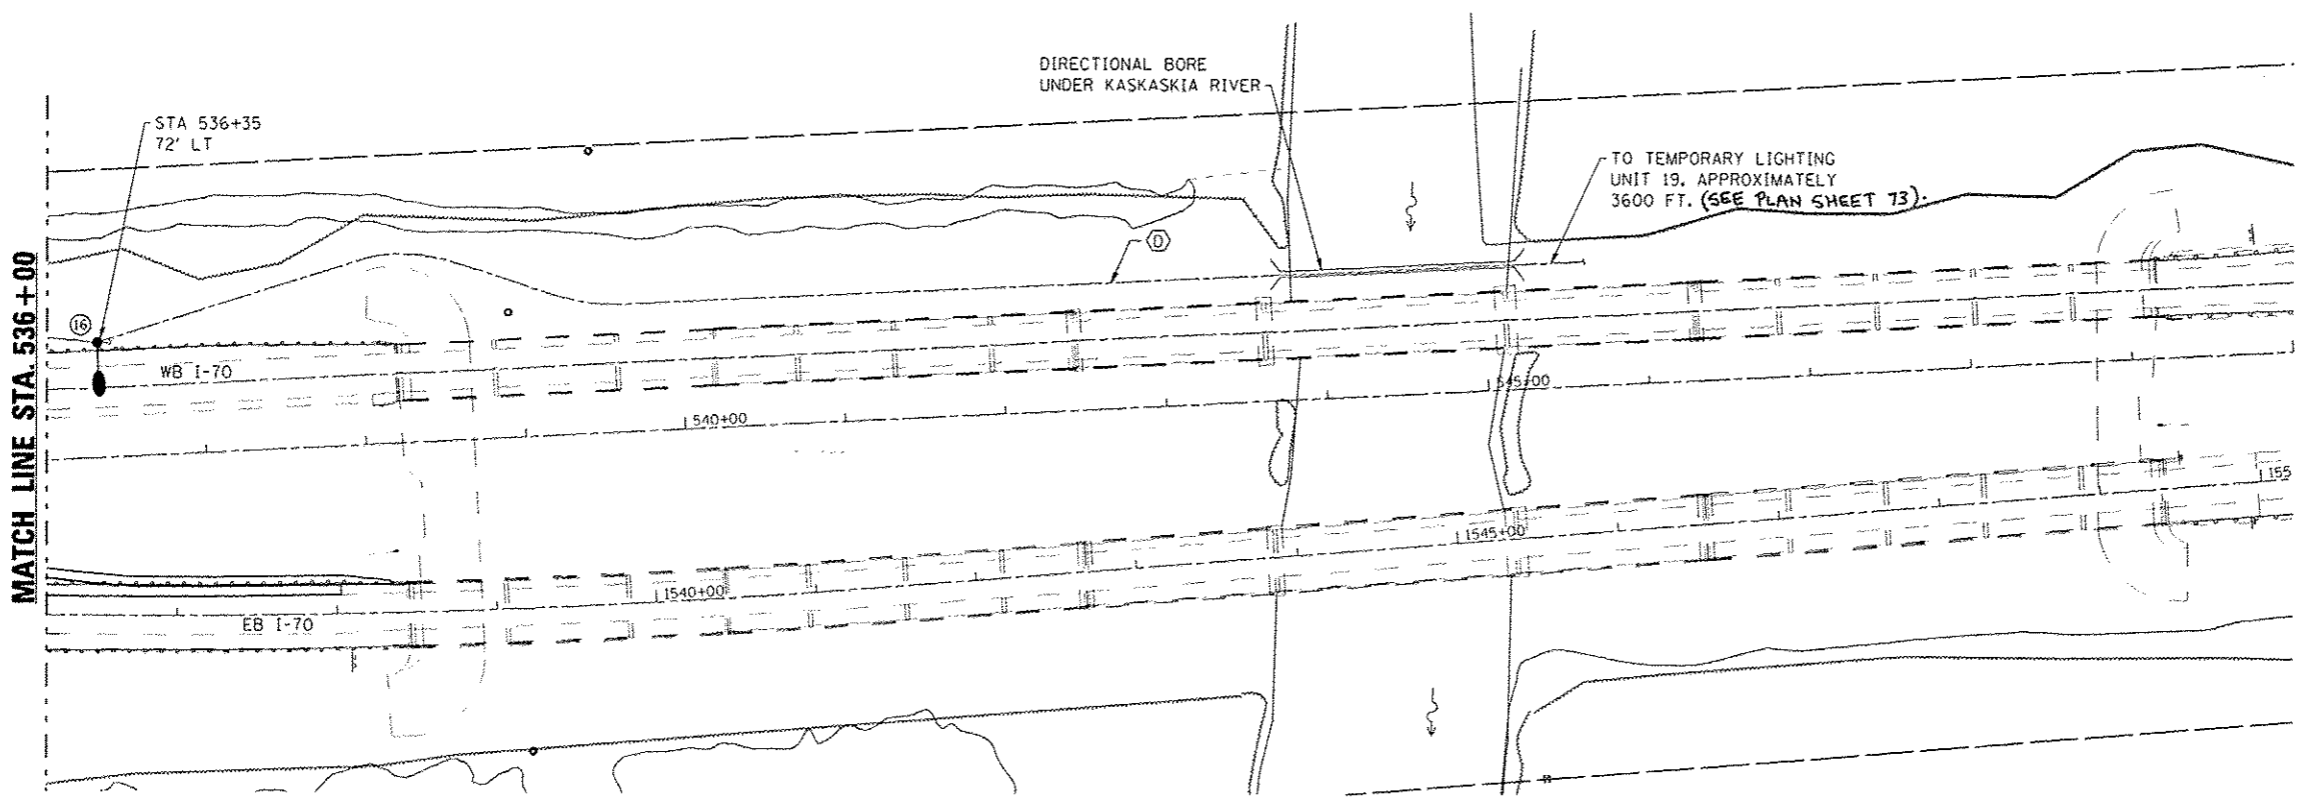 DIRECTIONAL BORE
UNDER KASKASKIA RIVER
STA 536+35
72' LT
TO TEMPORARY LIGHTING
UNIT 19, APPROXIMATELY
3600 FT. (SEE PLAN SHEET 73).
D
16
WB I-70
540+00
545+00
MATCH LINE STA. 536+00
155
1545+00
1540+00
EB I-70